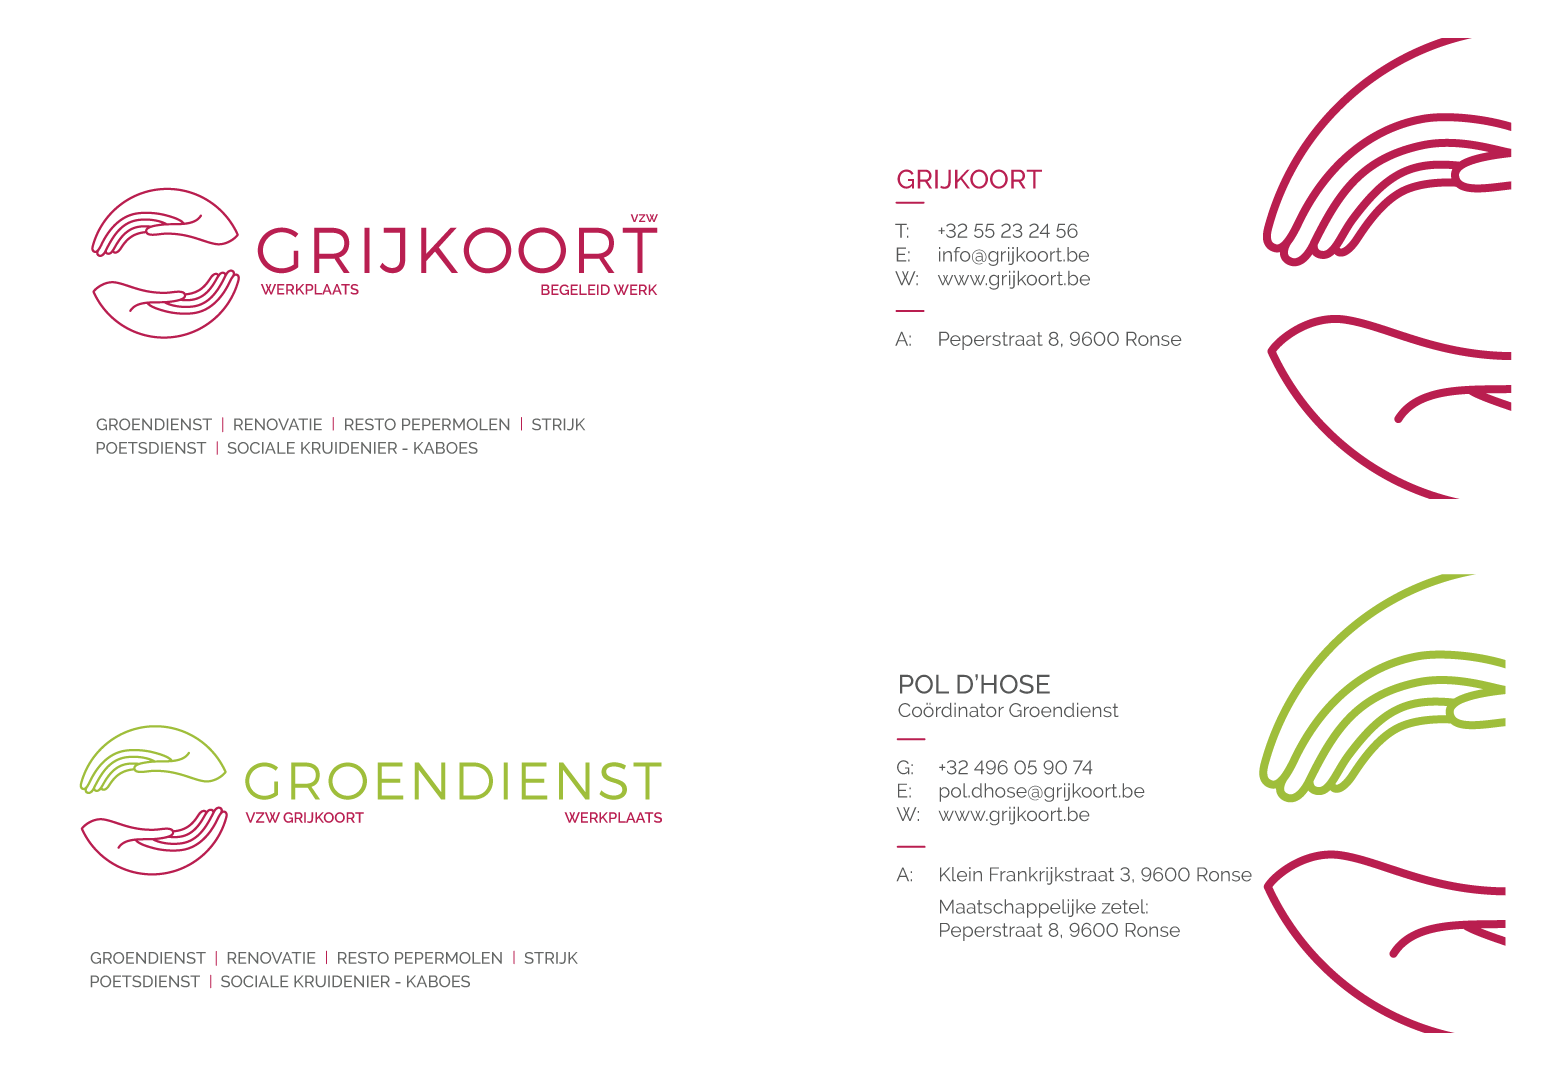 VZW
GRIJKOORT
WERKPLAATS BEGELEID WERK
GROENDIENST | RENOVATIE | RESTO PEPERMOLEN | STRIJK
POETSDIENST | SOCIALE KRUIDENIER - KABOES
GRIJKOORT
T: +32 55 23 24 56
E: info@grijkoort.be
W: www.grijkoort.be
A: Peperstraat 8, 9600 Ronse
GROENDIENST
VZW GRIJKOORT WERKPLAATS
GROENDIENST | RENOVATIE | RESTO PEPERMOLEN | STRIJK
POETSDIENST | SOCIALE KRUIDENIER - KABOES
POL D'HOSE
Coördinator Groendienst
G: +32 496 05 90 74
E: pol.dhose@grijkoort.be
W: www.grijkoort.be
A: Klein Frankrijkstraat 3, 9600 Ronse
Maatschappelijke zetel:
Peperstraat 8, 9600 Ronse